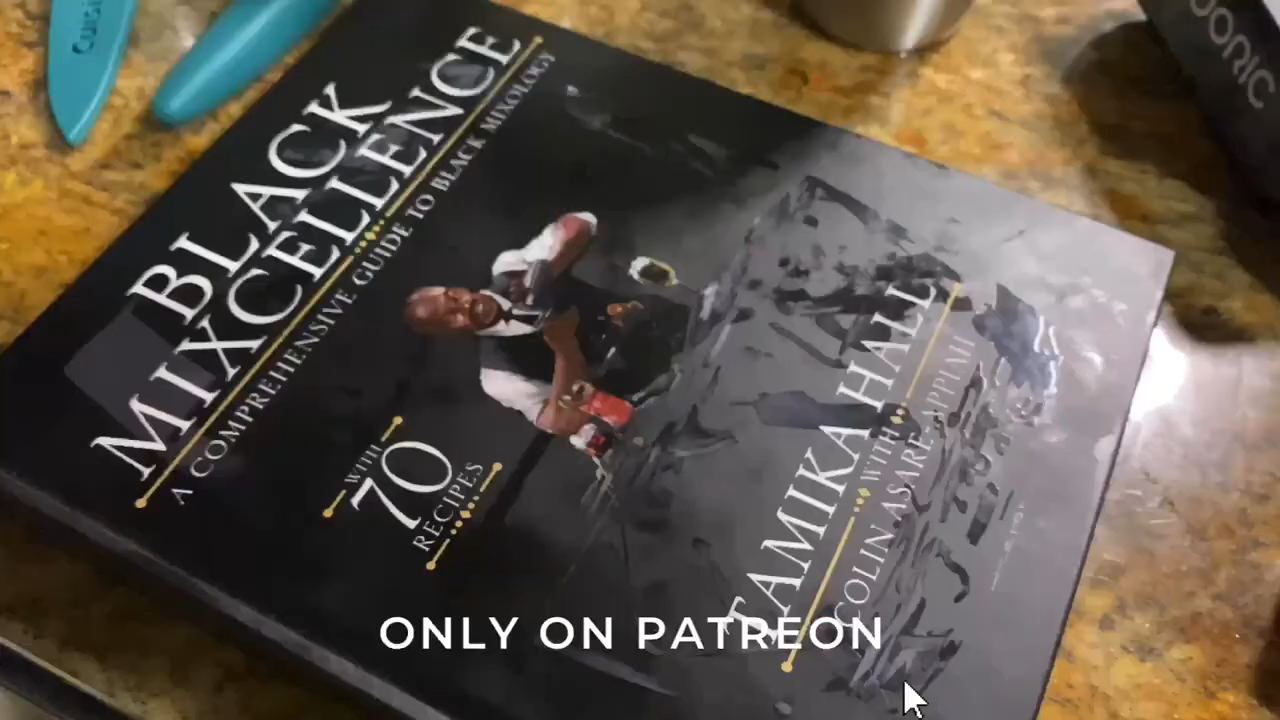 BLACK
MIXCELLENCE
A COMPREHENSIVE GUIDE TO BLACK MIXOLOGY
WITH
70
RECIPES
TAMIKA HALL
WITH
COLIN ASARE-APPIAH
ONLY ON PATREON